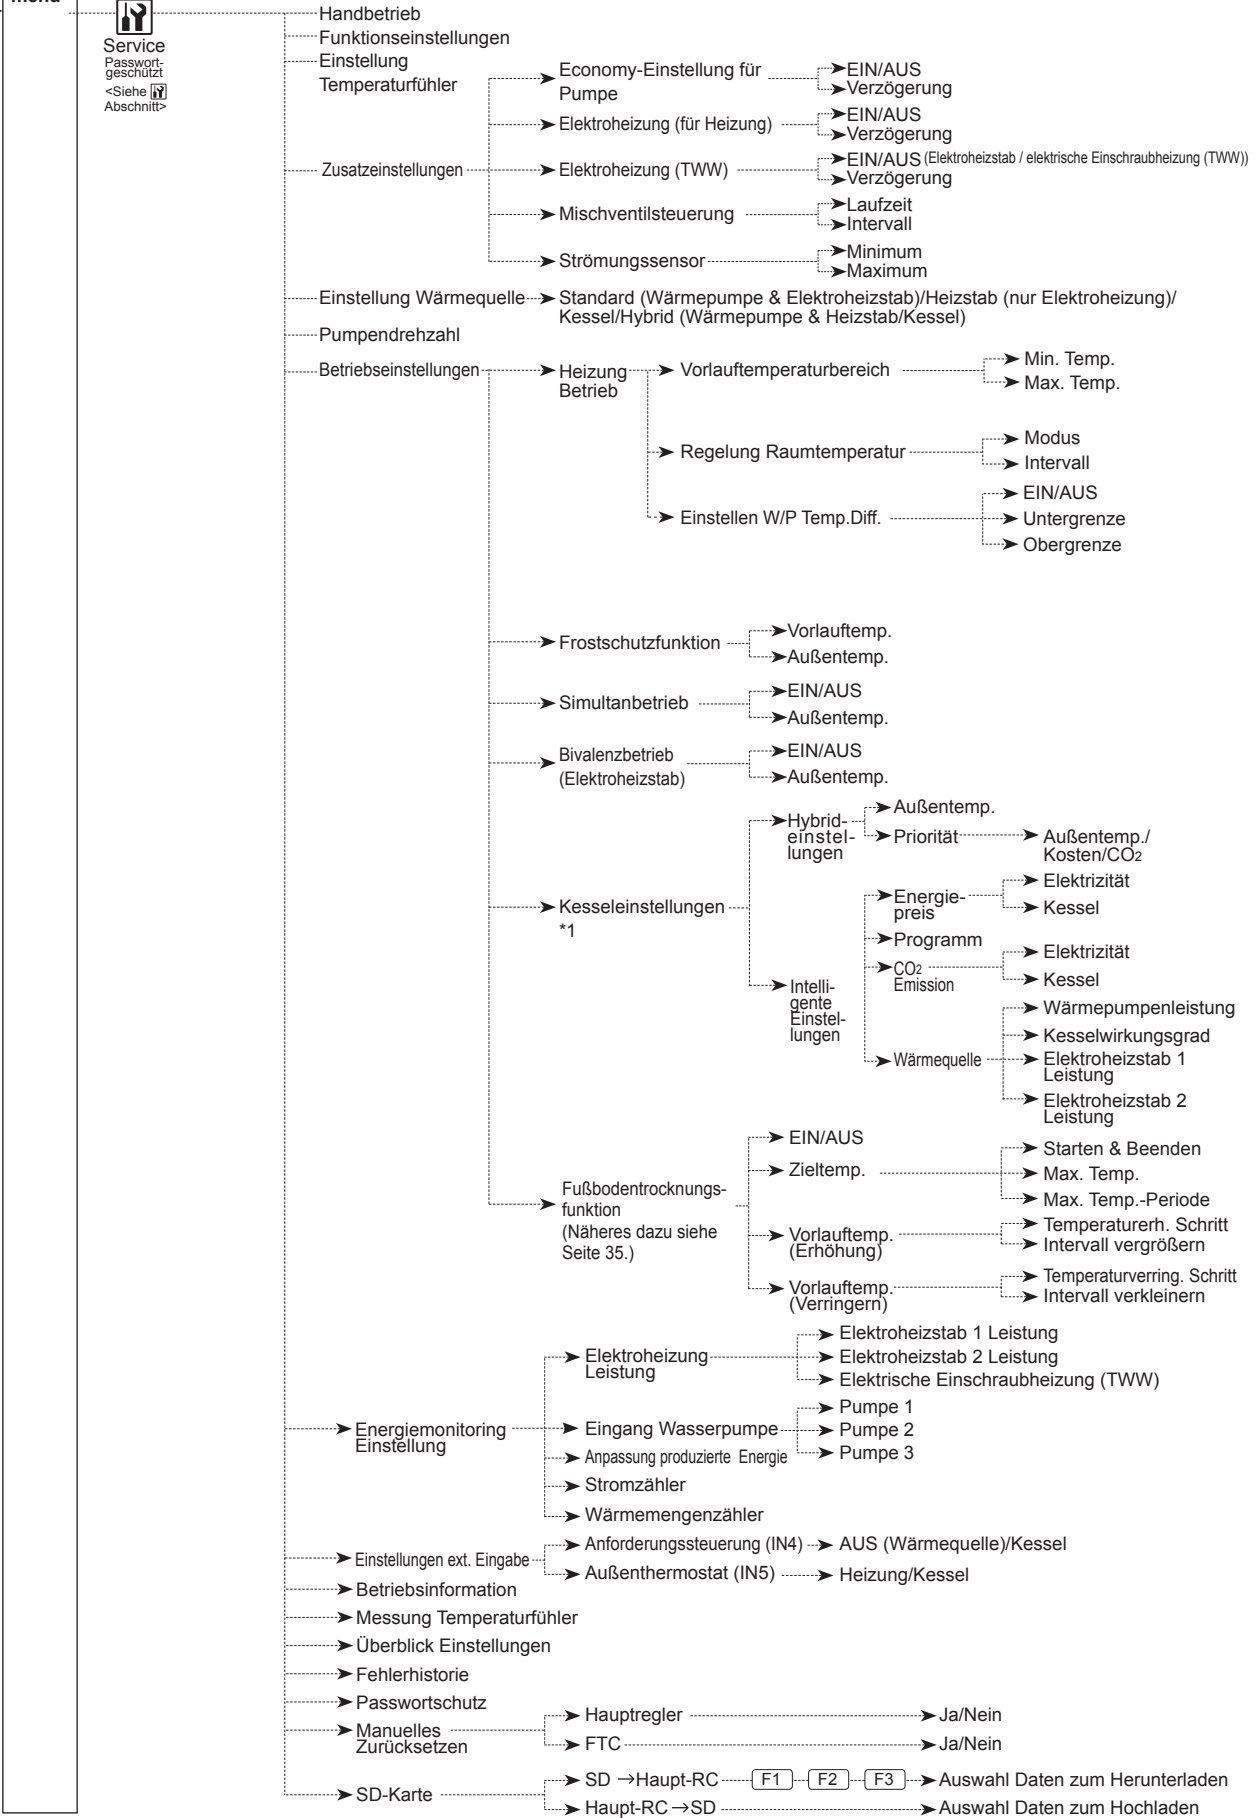 menü
Service
Passwort-
geschützt
<Siehe
Abschnitt>
Handbetrieb
Funktionseinstellungen
Einstellung
Temperaturfühler
Zusatzeinstellungen
Economy-Einstellung für
Pumpe
EIN/AUS
Verzögerung
Elektroheizung (für Heizung)
EIN/AUS
Verzögerung
Elektroheizung (TWW)
EIN/AUS (Elektroheizstab / elektrische Einschraubheizung (TWW))
Verzögerung
Mischventilsteuerung
Laufzeit
Intervall
Strömungssensor
Minimum
Maximum
Einstellung Wärmequelle
Standard (Wärmepumpe & Elektroheizstab)/Heizstab (nur Elektroheizung)/
Kessel/Hybrid (Wärmepumpe & Heizstab/Kessel)
Pumpendrehzahl
Betriebseinstellungen
Heizung
Betrieb
Vorlauftemperaturbereich
Min. Temp.
Max. Temp.
Regelung Raumtemperatur
Modus
Intervall
Einstellen W/P Temp.Diff.
EIN/AUS
Untergrenze
Obergrenze
Frostschutzfunktion
Vorlauftemp.
Außentemp.
Simultanbetrieb
EIN/AUS
Außentemp.
Bivalenzbetrieb
(Elektroheizstab)
EIN/AUS
Außentemp.
Kesseleinstellungen
*1
Hybrid-
einstel-
lungen
Außentemp.
Priorität
Außentemp./
Kosten/CO2
Intelli-
gente
Einstel-
lungen
Energie-
preis
Elektrizität
Kessel
Programm
CO2
Emission
Elektrizität
Kessel
Wärmequelle
Wärmepumpenleistung
Kesselwirkungsgrad
Elektroheizstab 1
Leistung
Elektroheizstab 2
Leistung
Fußbodentrocknungs-
funktion
(Näheres dazu siehe
Seite 35.)
EIN/AUS
Zieltemp.
Starten & Beenden
Max. Temp.
Max. Temp.-Periode
Vorlauftemp.
(Erhöhung)
Temperaturerh. Schritt
Intervall vergrößern
Vorlauftemp.
(Verringern)
Temperaturverring. Schritt
Intervall verkleinern
Energiemonitoring
Einstellung
Elektroheizung
Leistung
Elektroheizstab 1 Leistung
Elektroheizstab 2 Leistung
Elektrische Einschraubheizung (TWW)
Eingang Wasserpumpe
Pumpe 1
Pumpe 2
Pumpe 3
Anpassung produzierte Energie
Stromzähler
Wärmemengenzähler
Einstellungen ext. Eingabe
Anforderungssteuerung (IN4)
AUS (Wärmequelle)/Kessel
Außenthermostat (IN5)
Heizung/Kessel
Betriebsinformation
Messung Temperaturfühler
Überblick Einstellungen
Fehlerhistorie
Passwortschutz
Manuelles
Zurücksetzen
Hauptregler
Ja/Nein
FTC
Ja/Nein
SD-Karte
SD →Haupt-RC F1 F2 F3 Auswahl Daten zum Herunterladen
Haupt-RC→SD Auswahl Daten zum Hochladen